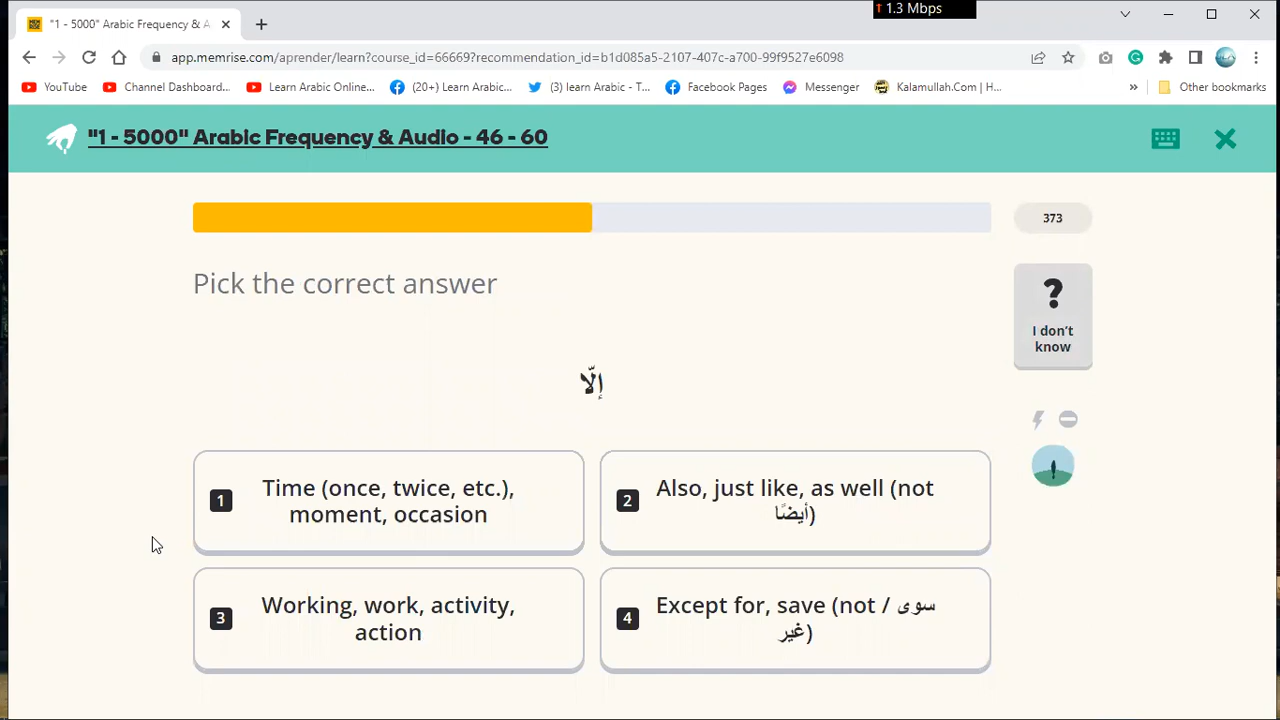 1.3 Mbps
"1 - 5000" Arabic Frequency & A
app.memrise.com/aprender/learn?course_id=66669?recommendation_id=b1d085a5-2107-407c-a700-99f9527e6098
YouTube
Channel Dashboard...
Learn Arabic Online...
(20+) Learn Arabic...
(3) learn Arabic - T...
Facebook Pages
Messenger
Kalamullah.Com | H...
Other bookmarks
"1 - 5000" Arabic Frequency & Audio - 46 - 60
373
Pick the correct answer
?
I don't
know
إلّا
1
Time (once, twice, etc.),
moment, occasion
2
Also, just like, as well (not
أيضًا)
3
Working, work, activity,
action
4
Except for, save (not / سوى
غير)